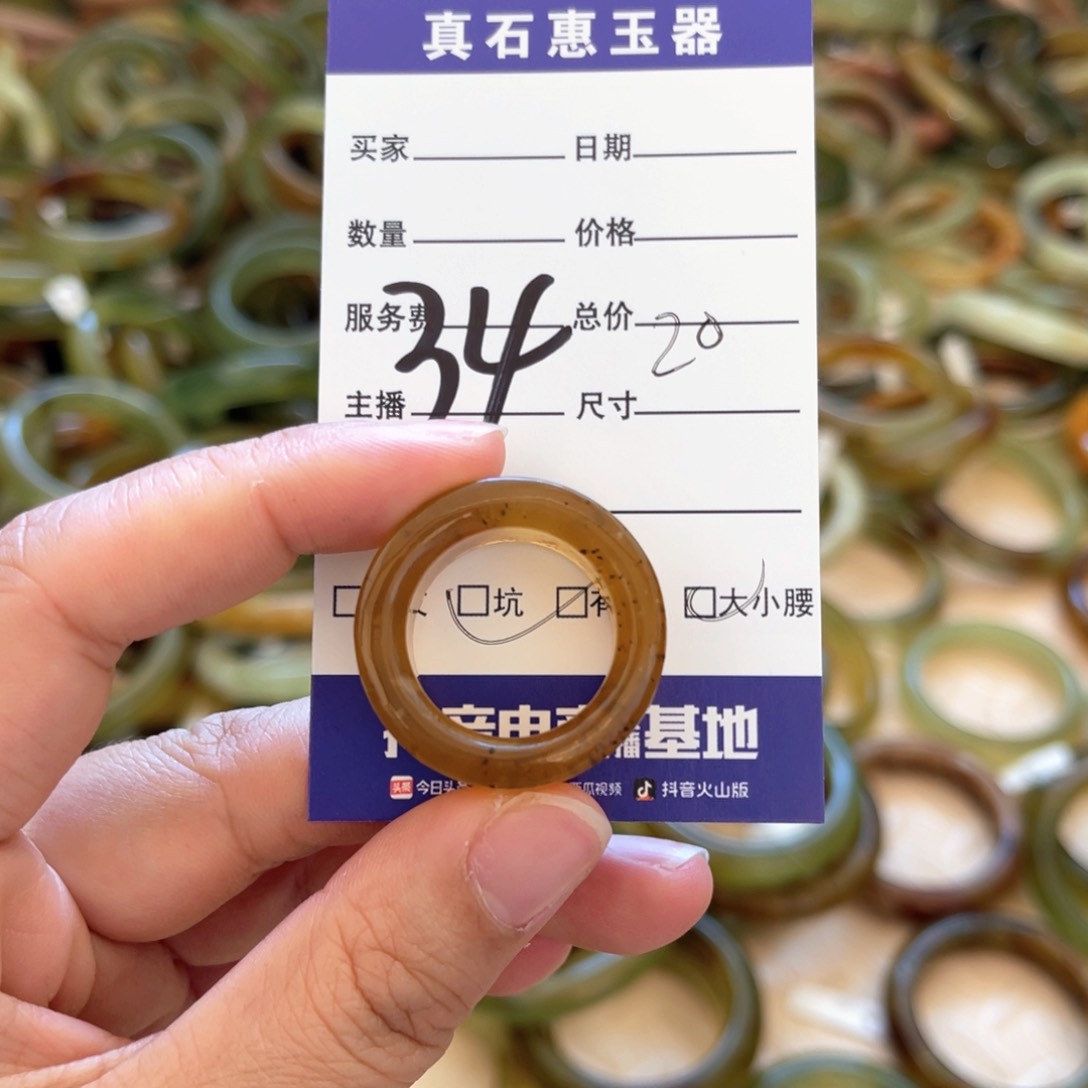 真石惠玉器
买家 日期
数量 价格
服务费 总价
34 20
主播 尺寸
坑 大小腰
基地
今日头 瓜视频 抖音火山版